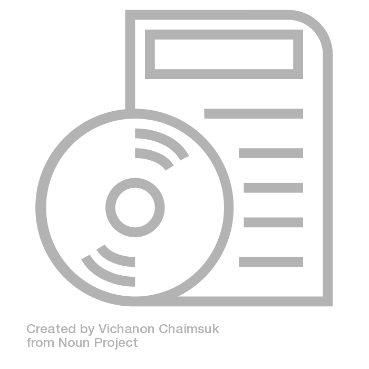 Created by Vichanon Chaimsuk
from Noun Project